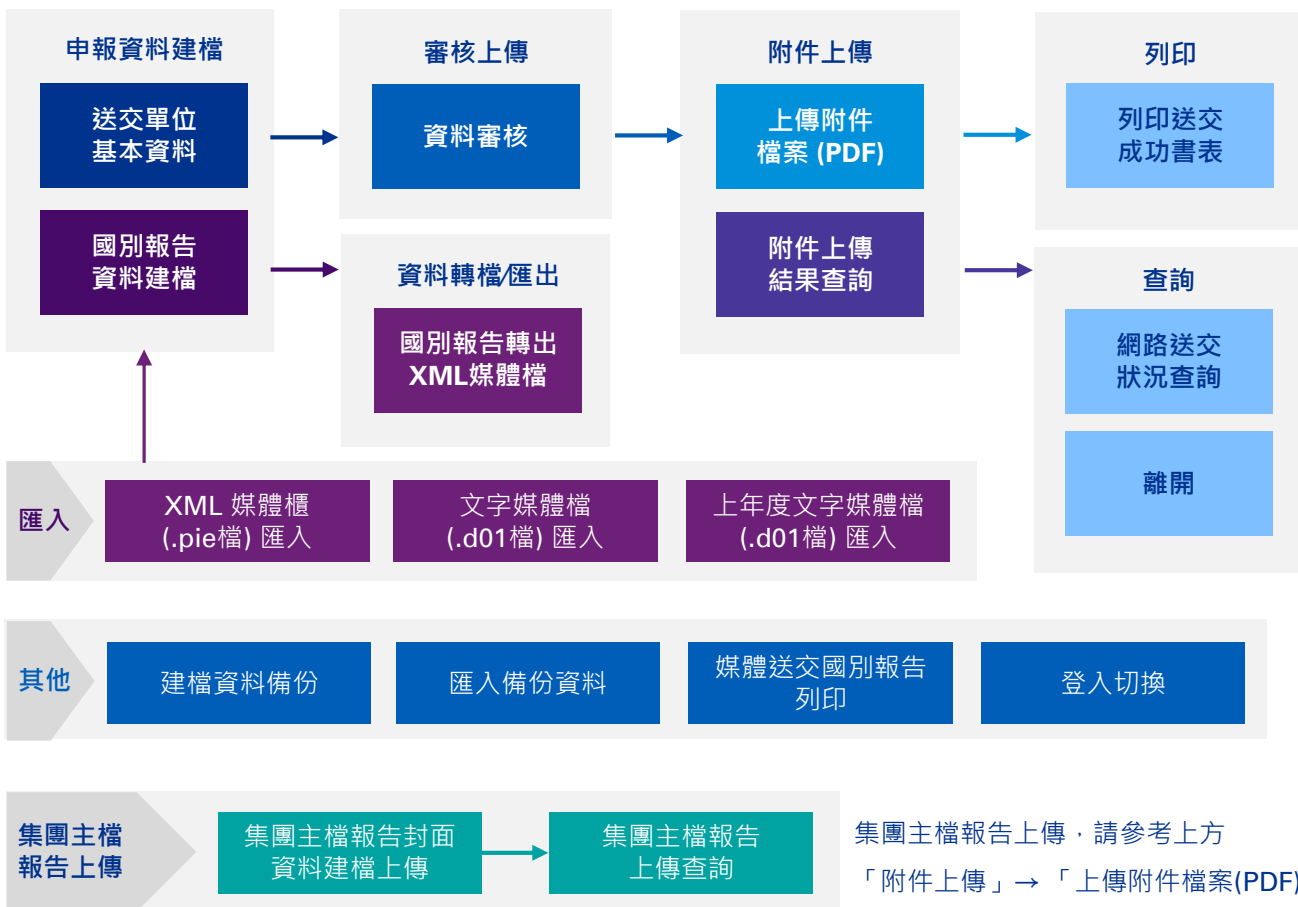 申報資料建檔
送交單位
基本資料
國別報告
資料建檔
審核上傳
資料審核
資料轉檔/匯出
國別報告轉出
XML媒體檔
附件上傳
上傳附件
檔案 (PDF)
附件上傳
結果查詢
列印
列印送交
成功書表
查詢
網路送交
狀況查詢
離開
匯入
XML 媒體櫃
(.pie檔) 匯入
文字媒體檔
(.d01檔) 匯入
上年度文字媒體檔
(.d01檔) 匯入
其他
建檔資料備份
匯入備份資料
媒體送交國別報告
列印
登入切換
集團主檔
報告上傳
集團主檔報告封面
資料建檔上傳
集團主檔報告
上傳查詢
集團主檔報告上傳，請參考上方
「附件上傳」→ 「上傳附件檔案(PDF)